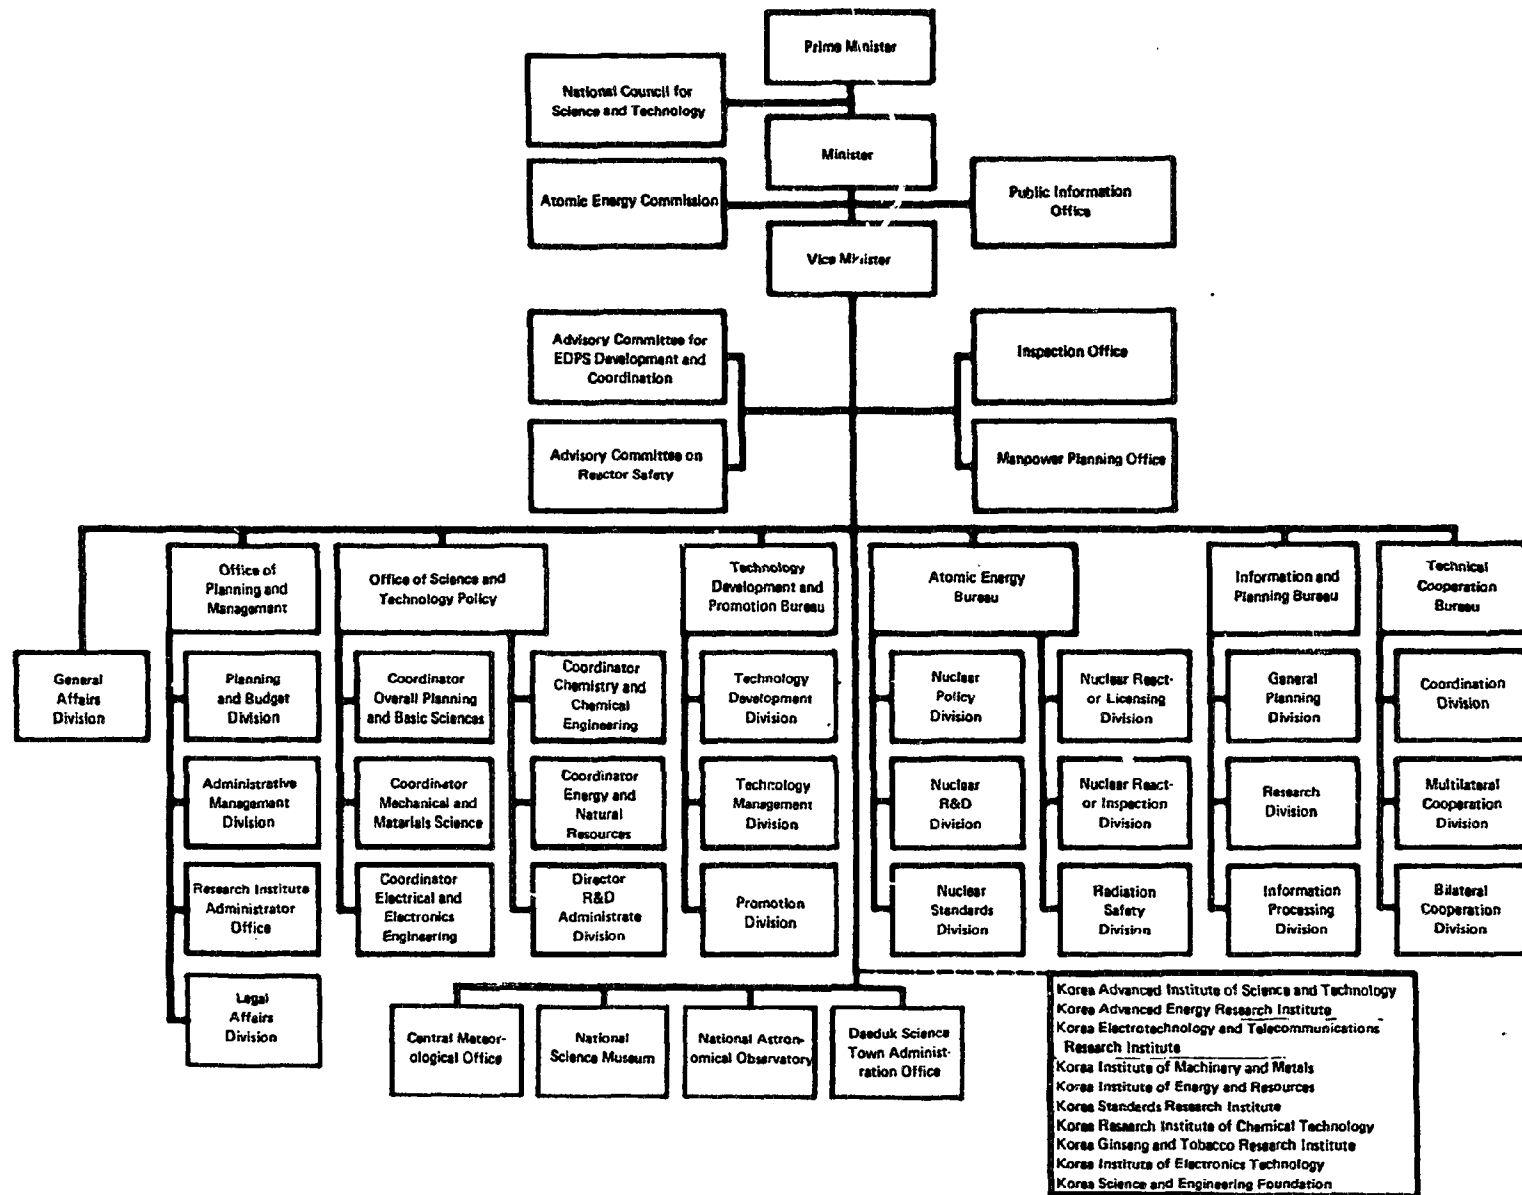 Prime Minister
National Council for
Science and Technology
Minister
Atomic Energy Commission
Public Information
Office
Vice Minister
Advisory Committee for
EDPS Development and
Coordination
Inspection Office
Advisory Committee on
Reactor Safety
Manpower Planning Office
Office of
Planning and
Management
Office of Science and
Technology Policy
Technology
Development and
Promotion Bureau
Atomic Energy
Bureau
Information and
Planning Bureau
Technical
Cooperation
Bureau
General
Affairs
Division
Planning
and Budget
Division
Coordinator
Overall Planning
and Basic Sciences
Coordinator
Chemistry and
Chemical
Engineering
Technology
Development
Division
Nuclear
Policy
Division
Nuclear React-
or Licensing
Division
General
Planning
Division
Coordination
Division
Administrative
Management
Division
Coordinator
Mechanical and
Materials Science
Coordinator
Energy and
Natural
Resources
Technology
Management
Division
Nuclear
R&D
Division
Nuclear React-
or Inspection
Division
Research
Division
Multilateral
Cooperation
Division
Research Institute
Administrator
Office
Coordinator
Electrical and
Electronics
Engineering
Director
R&D
Administrate
Division
Promotion
Division
Nuclear
Standards
Division
Radiation
Safety
Division
Information
Processing
Division
Bilateral
Cooperation
Division
Legal
Affairs
Division
Central Meteor-
ological Office
National
Science Museum
National Astron-
omical Observatory
Daeduk Science
Town Administ-
ration Office
Korea Advanced Institute of Science and Technology
Korea Advanced Energy Research Institute
Korea Electrotechnology and Telecommunications
Research Institute
Korea Institute of Machinery and Metals
Korea Institute of Energy and Resources
Korea Standards Research Institute
Korea Research Institute of Chemical Technology
Korea Ginseng and Tobacco Research Institute
Korea Institute of Electronics Technology
Korea Science and Engineering Foundation